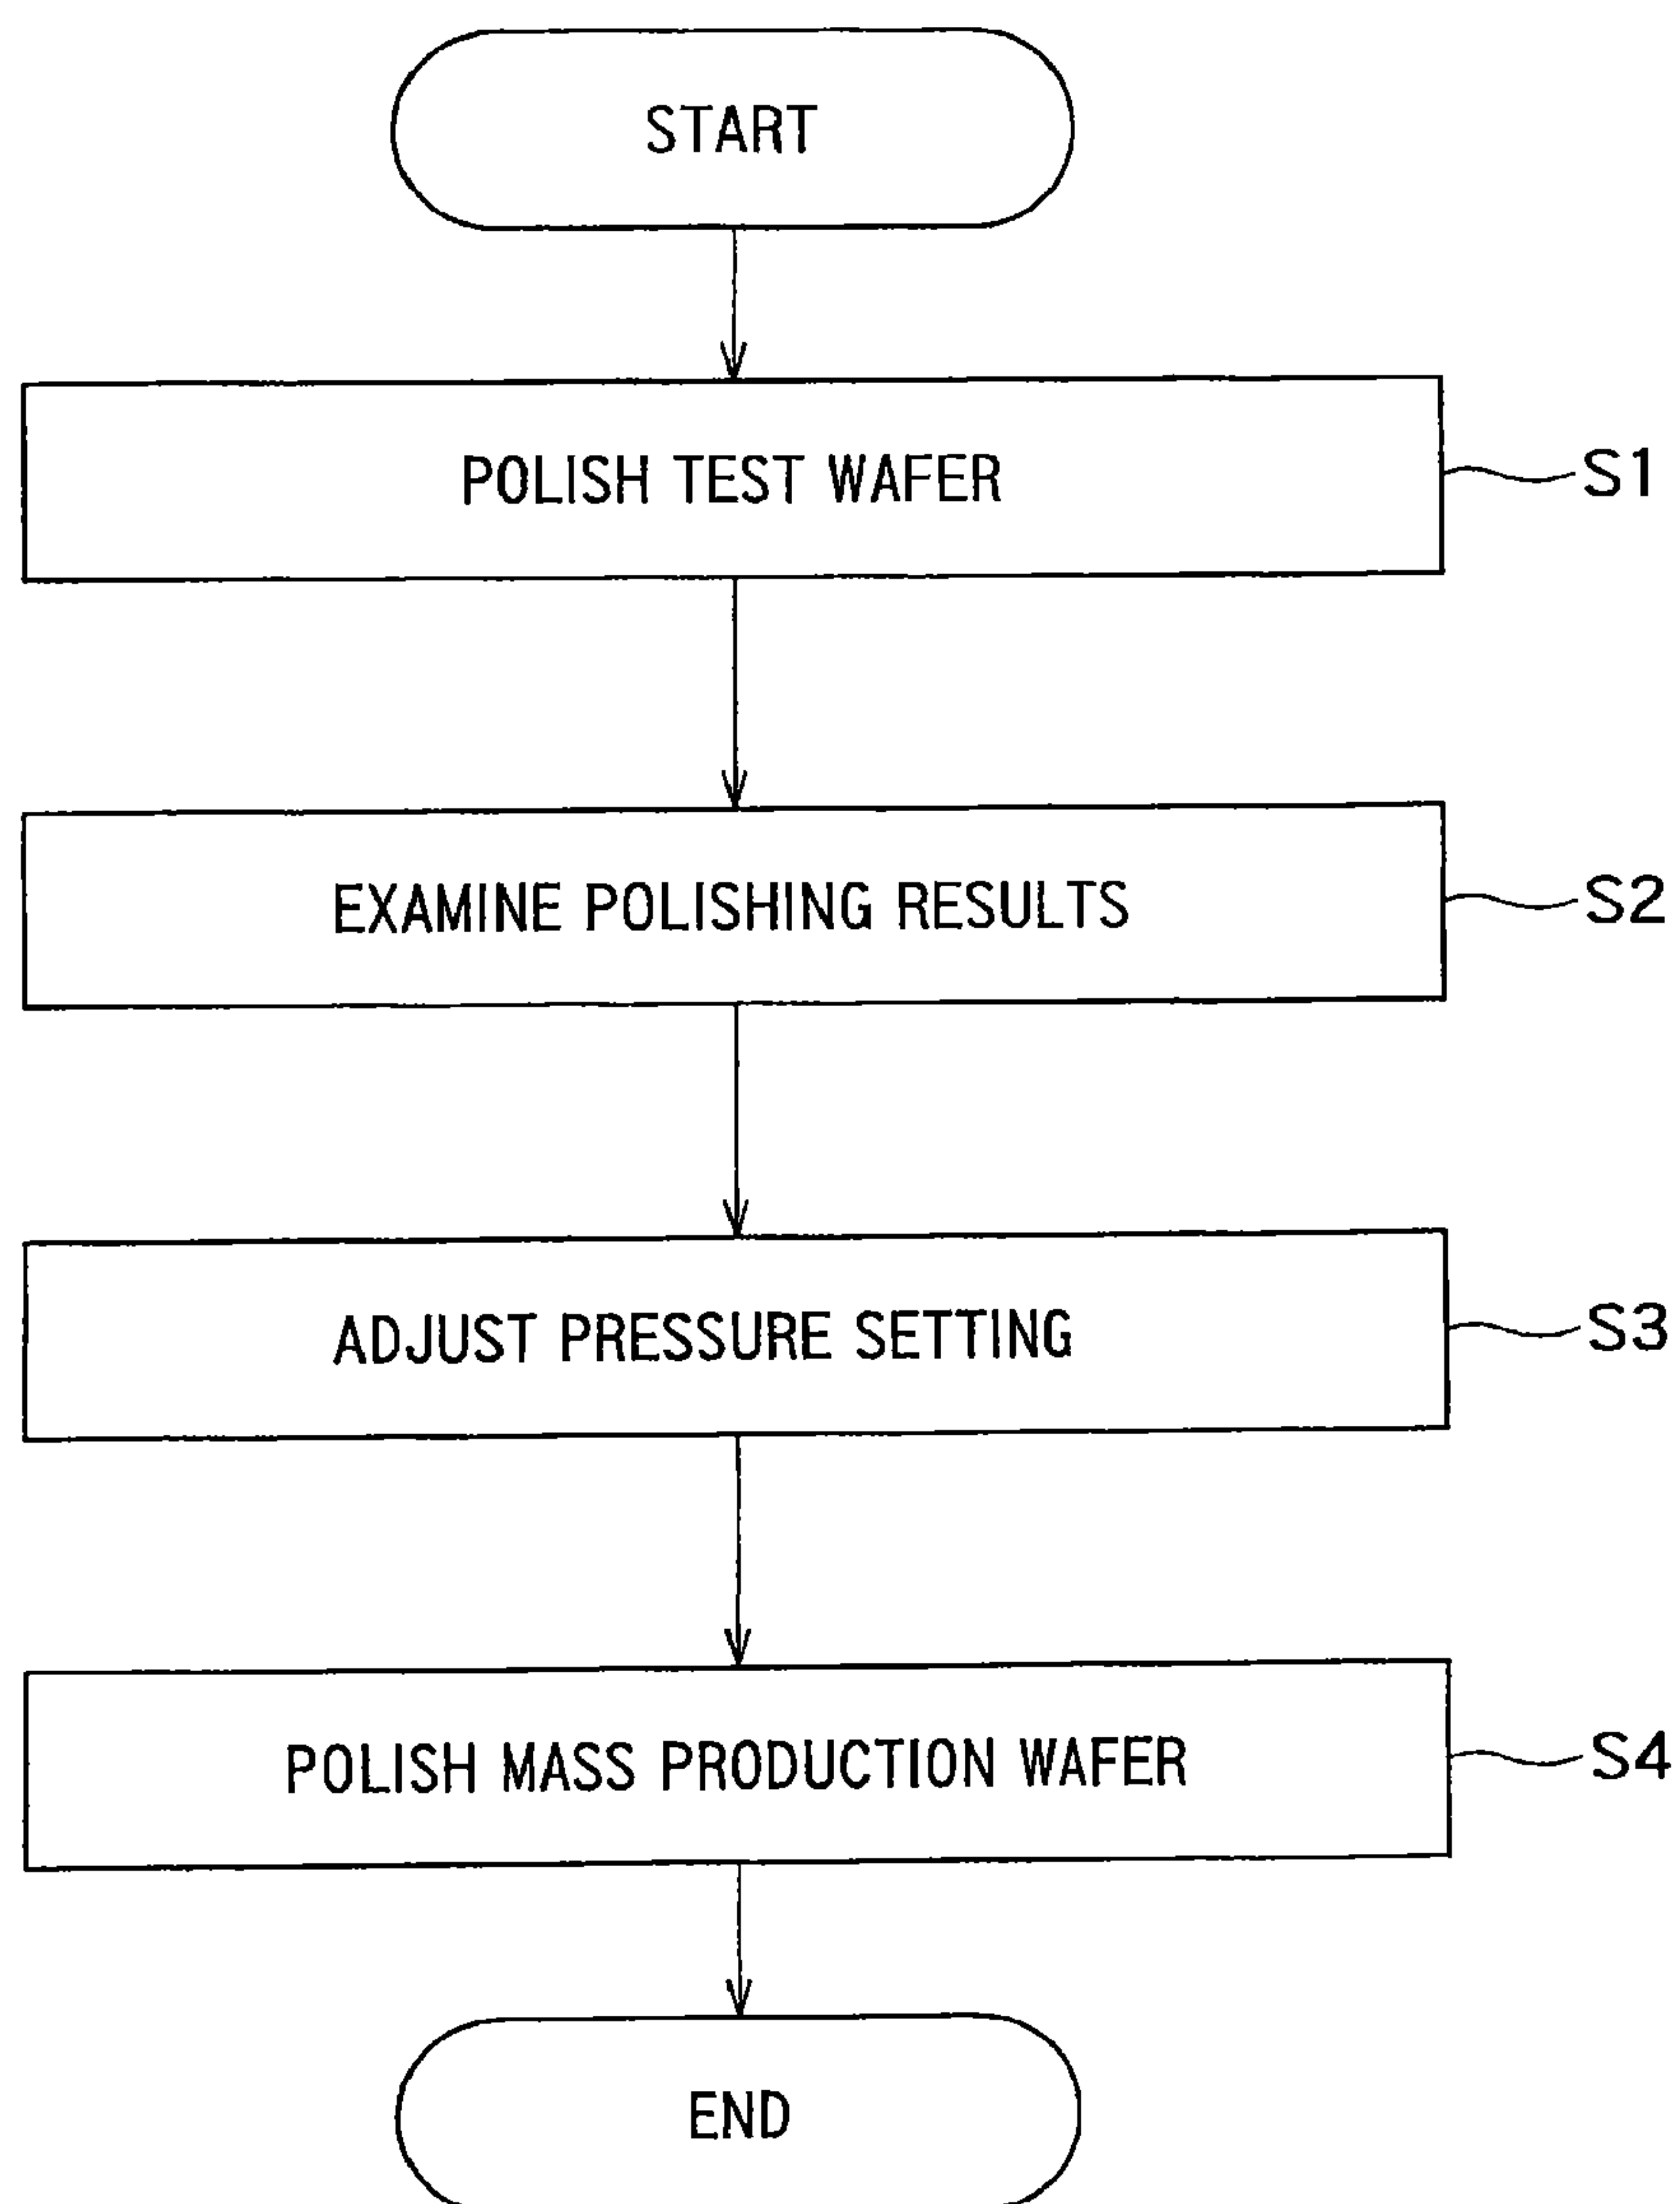 START
POLISH TEST WAFER
S1
EXAMINE POLISHING RESULTS
S2
ADJUST PRESSURE SETTING
S3
POLISH MASS PRODUCTION WAFER
S4
END